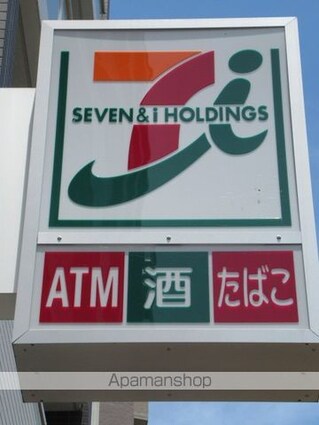 SEVEN & i HOLDINGS
ATM 酒 たばこ
Apamanshop